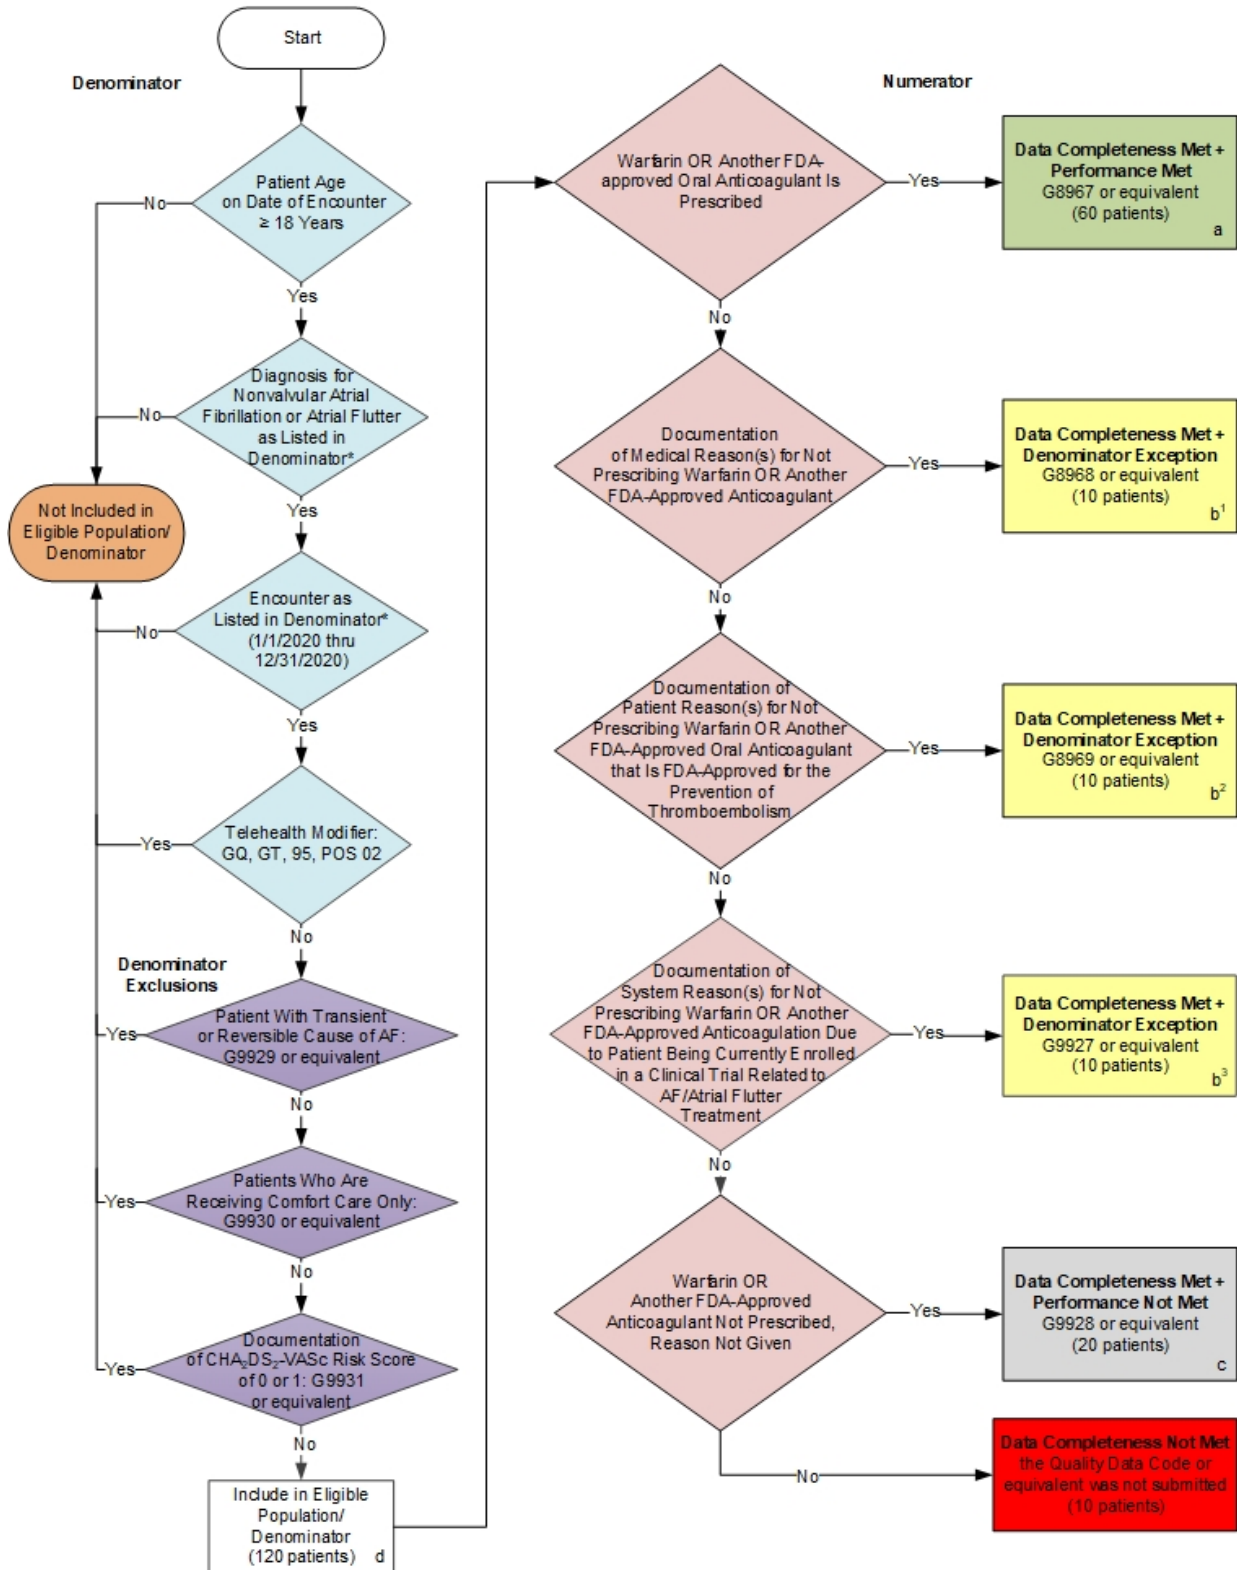 Start
Denominator
Patient Age
on Date of Encounter
≥ 18 Years
No
Yes
Diagnosis for
Nonvalvular Atrial
Fibrillation or Atrial Flutter
as Listed in
Denominator*
No
Yes
Not Included in
Eligible Population/
Denominator
Encounter as
Listed in Denominator*
(1/1/2020 thru
12/31/2020)
No
Yes
Telehealth Modifier:
GQ, GT, 95, POS 02
Yes
No
Denominator
Exclusions
Patient With Transient
or Reversible Cause of AF:
G9929 or equivalent
Yes
No
Patients Who Are
Receiving Comfort Care Only:
G9930 or equivalent
Yes
No
Documentation
of CHA₂DS₂-VASc Risk Score
of 0 or 1: G9931
or equivalent
Yes
No
Include in Eligible
Population/
Denominator
(120 patients) d
Numerator
Warfarin OR Another FDA-
approved Oral Anticoagulant Is
Prescribed
Yes
Data Completeness Met +
Performance Met
G8967 or equivalent
(60 patients)
a
No
Documentation
of Medical Reason(s) for Not
Prescribing Warfarin OR Another
FDA-Approved Anticoagulant
Yes
Data Completeness Met +
Denominator Exception
G8968 or equivalent
(10 patients)
b¹
No
Documentation of
Patient Reason(s) for Not
Prescribing Warfarin OR Another
FDA-Approved Oral Anticoagulant
that Is FDA-Approved for the
Prevention of
Thromboembolism
Yes
Data Completeness Met +
Denominator Exception
G8969 or equivalent
(10 patients)
b²
No
Documentation of
System Reason(s) for Not
Prescribing Warfarin OR Another
FDA-Approved Anticoagulation Due
to Patient Being Currently Enrolled
in a Clinical Trial Related to
AF/Atrial Flutter
Treatment
Yes
Data Completeness Met +
Denominator Exception
G9927 or equivalent
(10 patients)
b³
No
Warfarin OR
Another FDA-Approved
Anticoagulant Not Prescribed,
Reason Not Given
Yes
Data Completeness Met +
Performance Not Met
G9928 or equivalent
(20 patients)
c
No
Data Completeness Not Met
the Quality Data Code or
equivalent was not submitted
(10 patients)